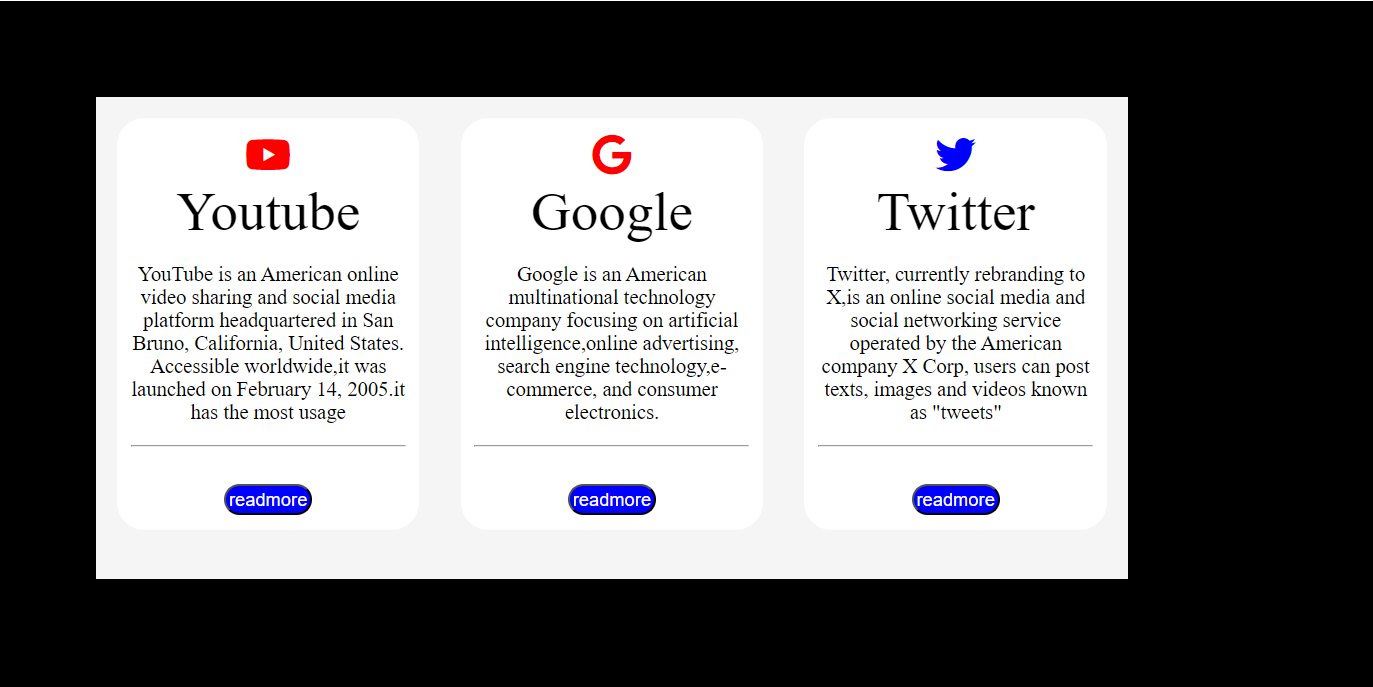 Youtube
YouTube is an American online
video sharing and social media
platform headquartered in San
Bruno, California, United States.
Accessible worldwide,it was
launched on February 14, 2005.it
has the most usage
readmore
Google
Google is an American
multinational technology
company focusing on artificial
intelligence,online advertising,
search engine technology,e-
commerce, and consumer
electronics.
readmore
Twitter
Twitter, currently rebranding to
X,is an online social media and
social networking service
operated by the American
company X Corp, users can post
texts, images and videos known
as "tweets"
readmore